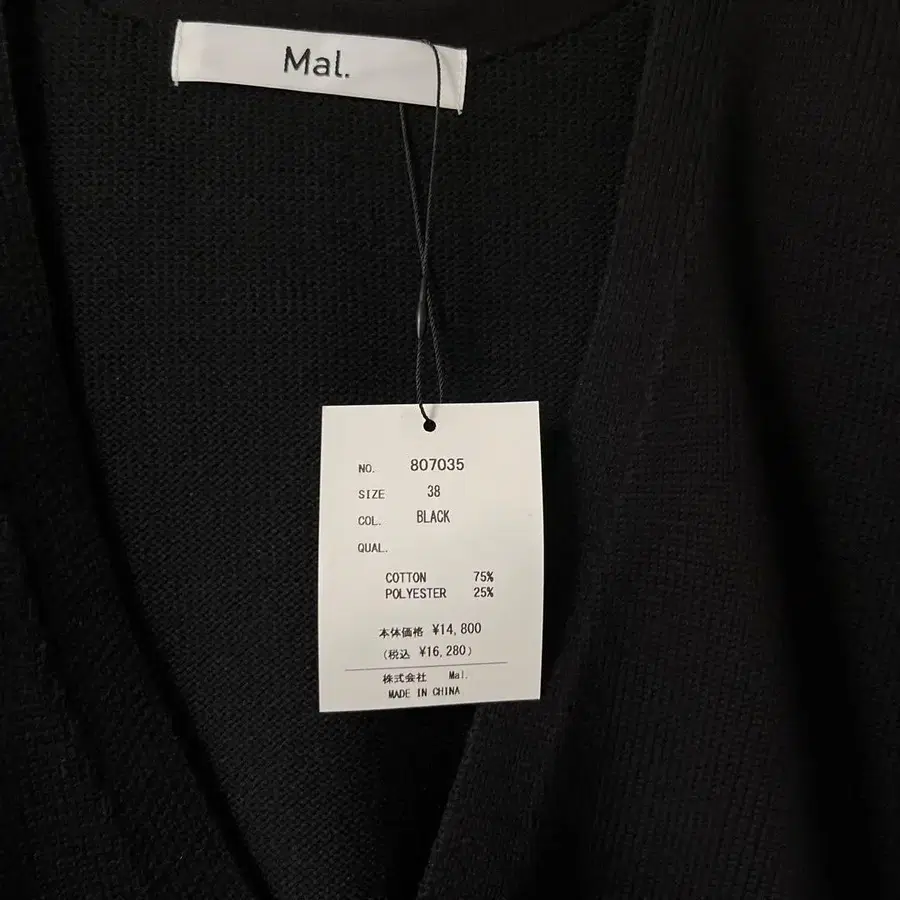 Mal.
NO. 807035
SIZE 38
COL. BLACK
QUAL.
COTTON 75%
POLYESTER 25%
本体価格 ¥14,800
(税込 ¥16,280)
株式会社 Mal.
MADE IN CHINA